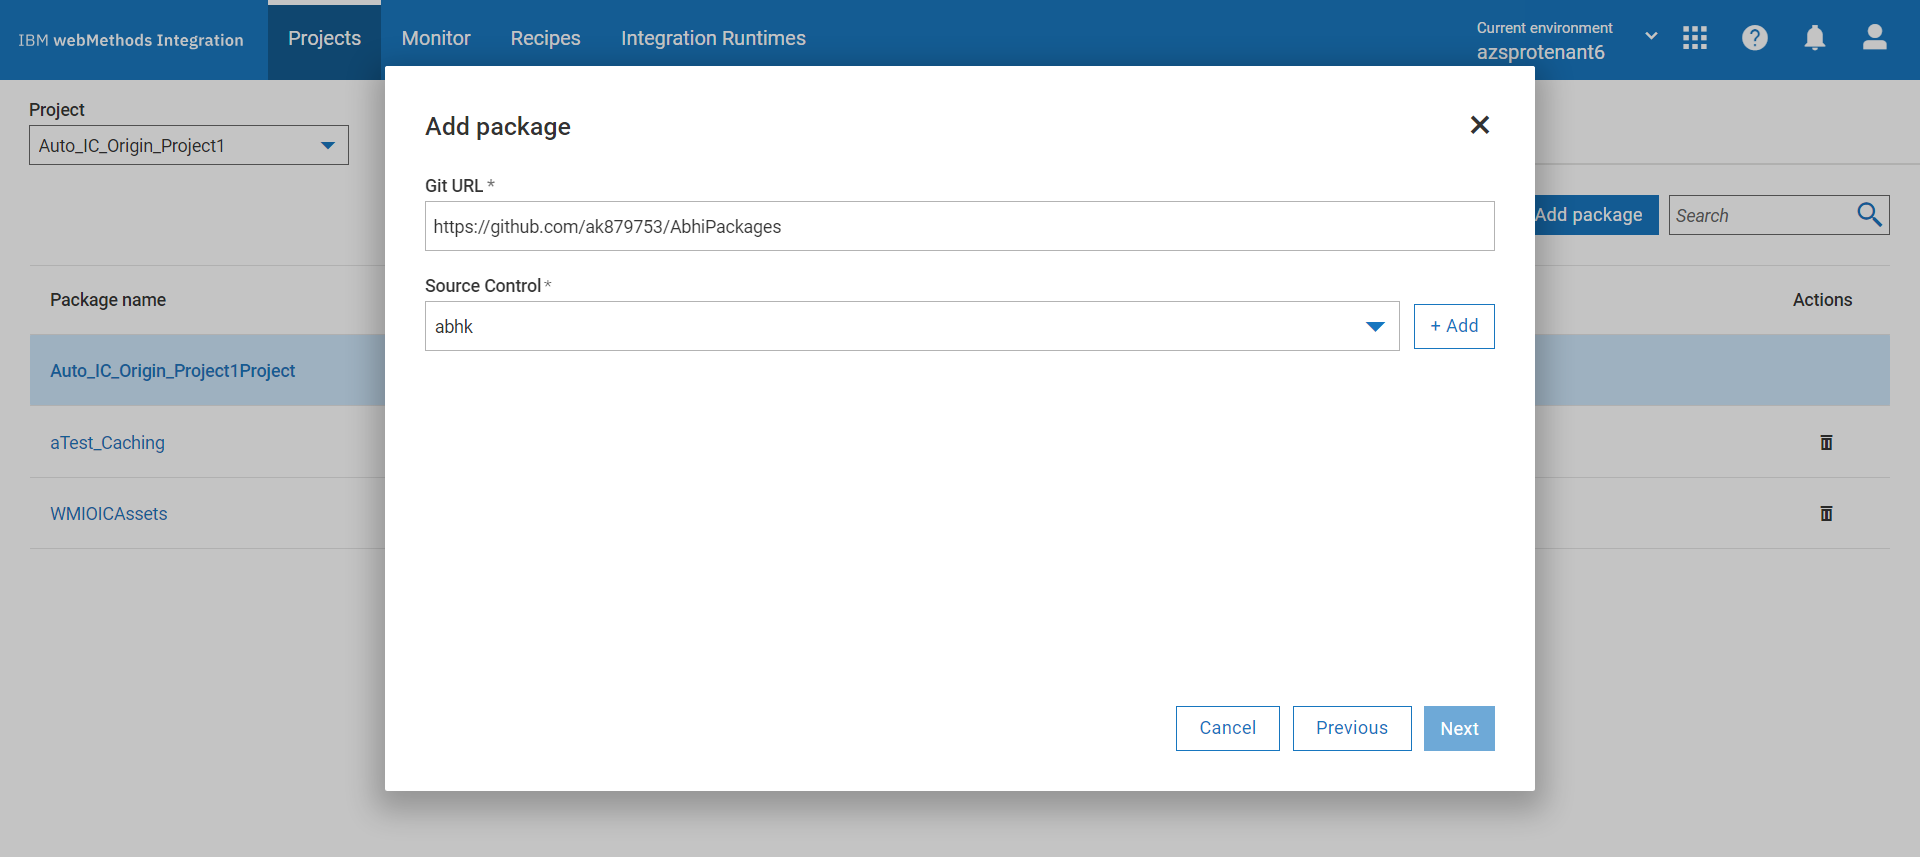 IBM webMethods Integration
Projects
Monitor
Recipes
Integration Runtimes
Current environment
azsprotenant6
Project
Auto_IC_Origin_Project1
Add package
Search
Package name
Actions
Auto_IC_Origin_Project1Project
aTest_Caching
WMIOICAssets
Add package
Git URL *
https://github.com/ak879753/AbhiPackages
Source Control *
abhk
+ Add
Cancel
Previous
Next